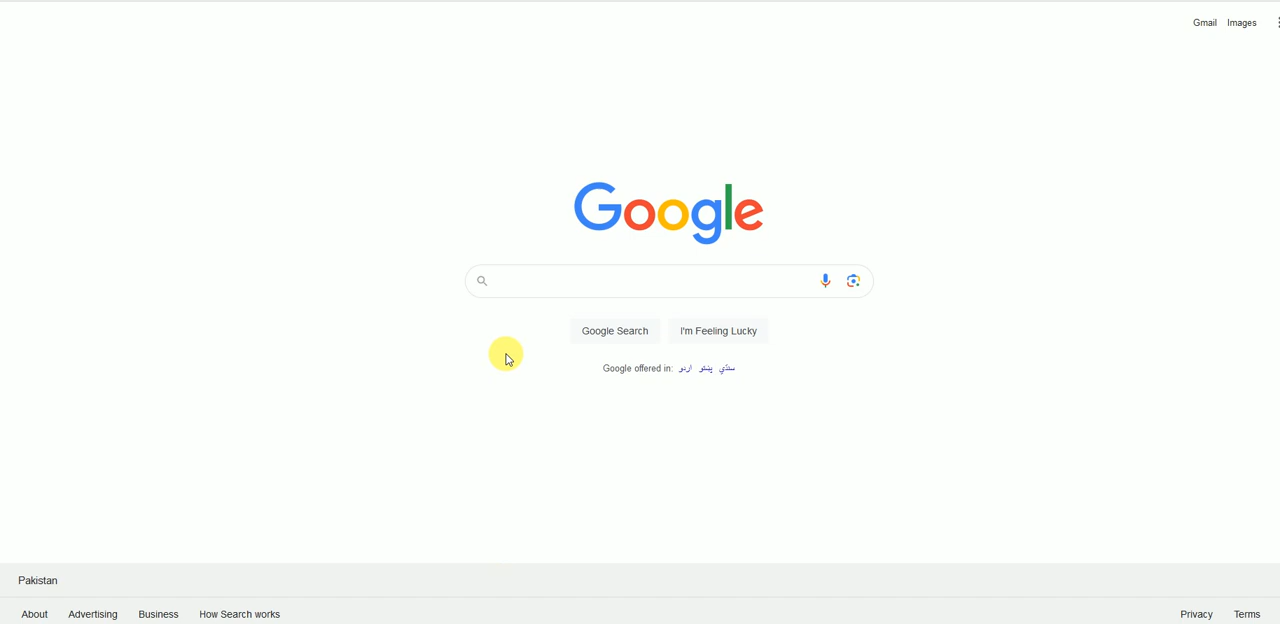 Gmail Images
Google
Google Search I'm Feeling Lucky
Google offered in: اردو پښتو سنڌي
Pakistan
About Advertising Business How Search works Privacy Terms